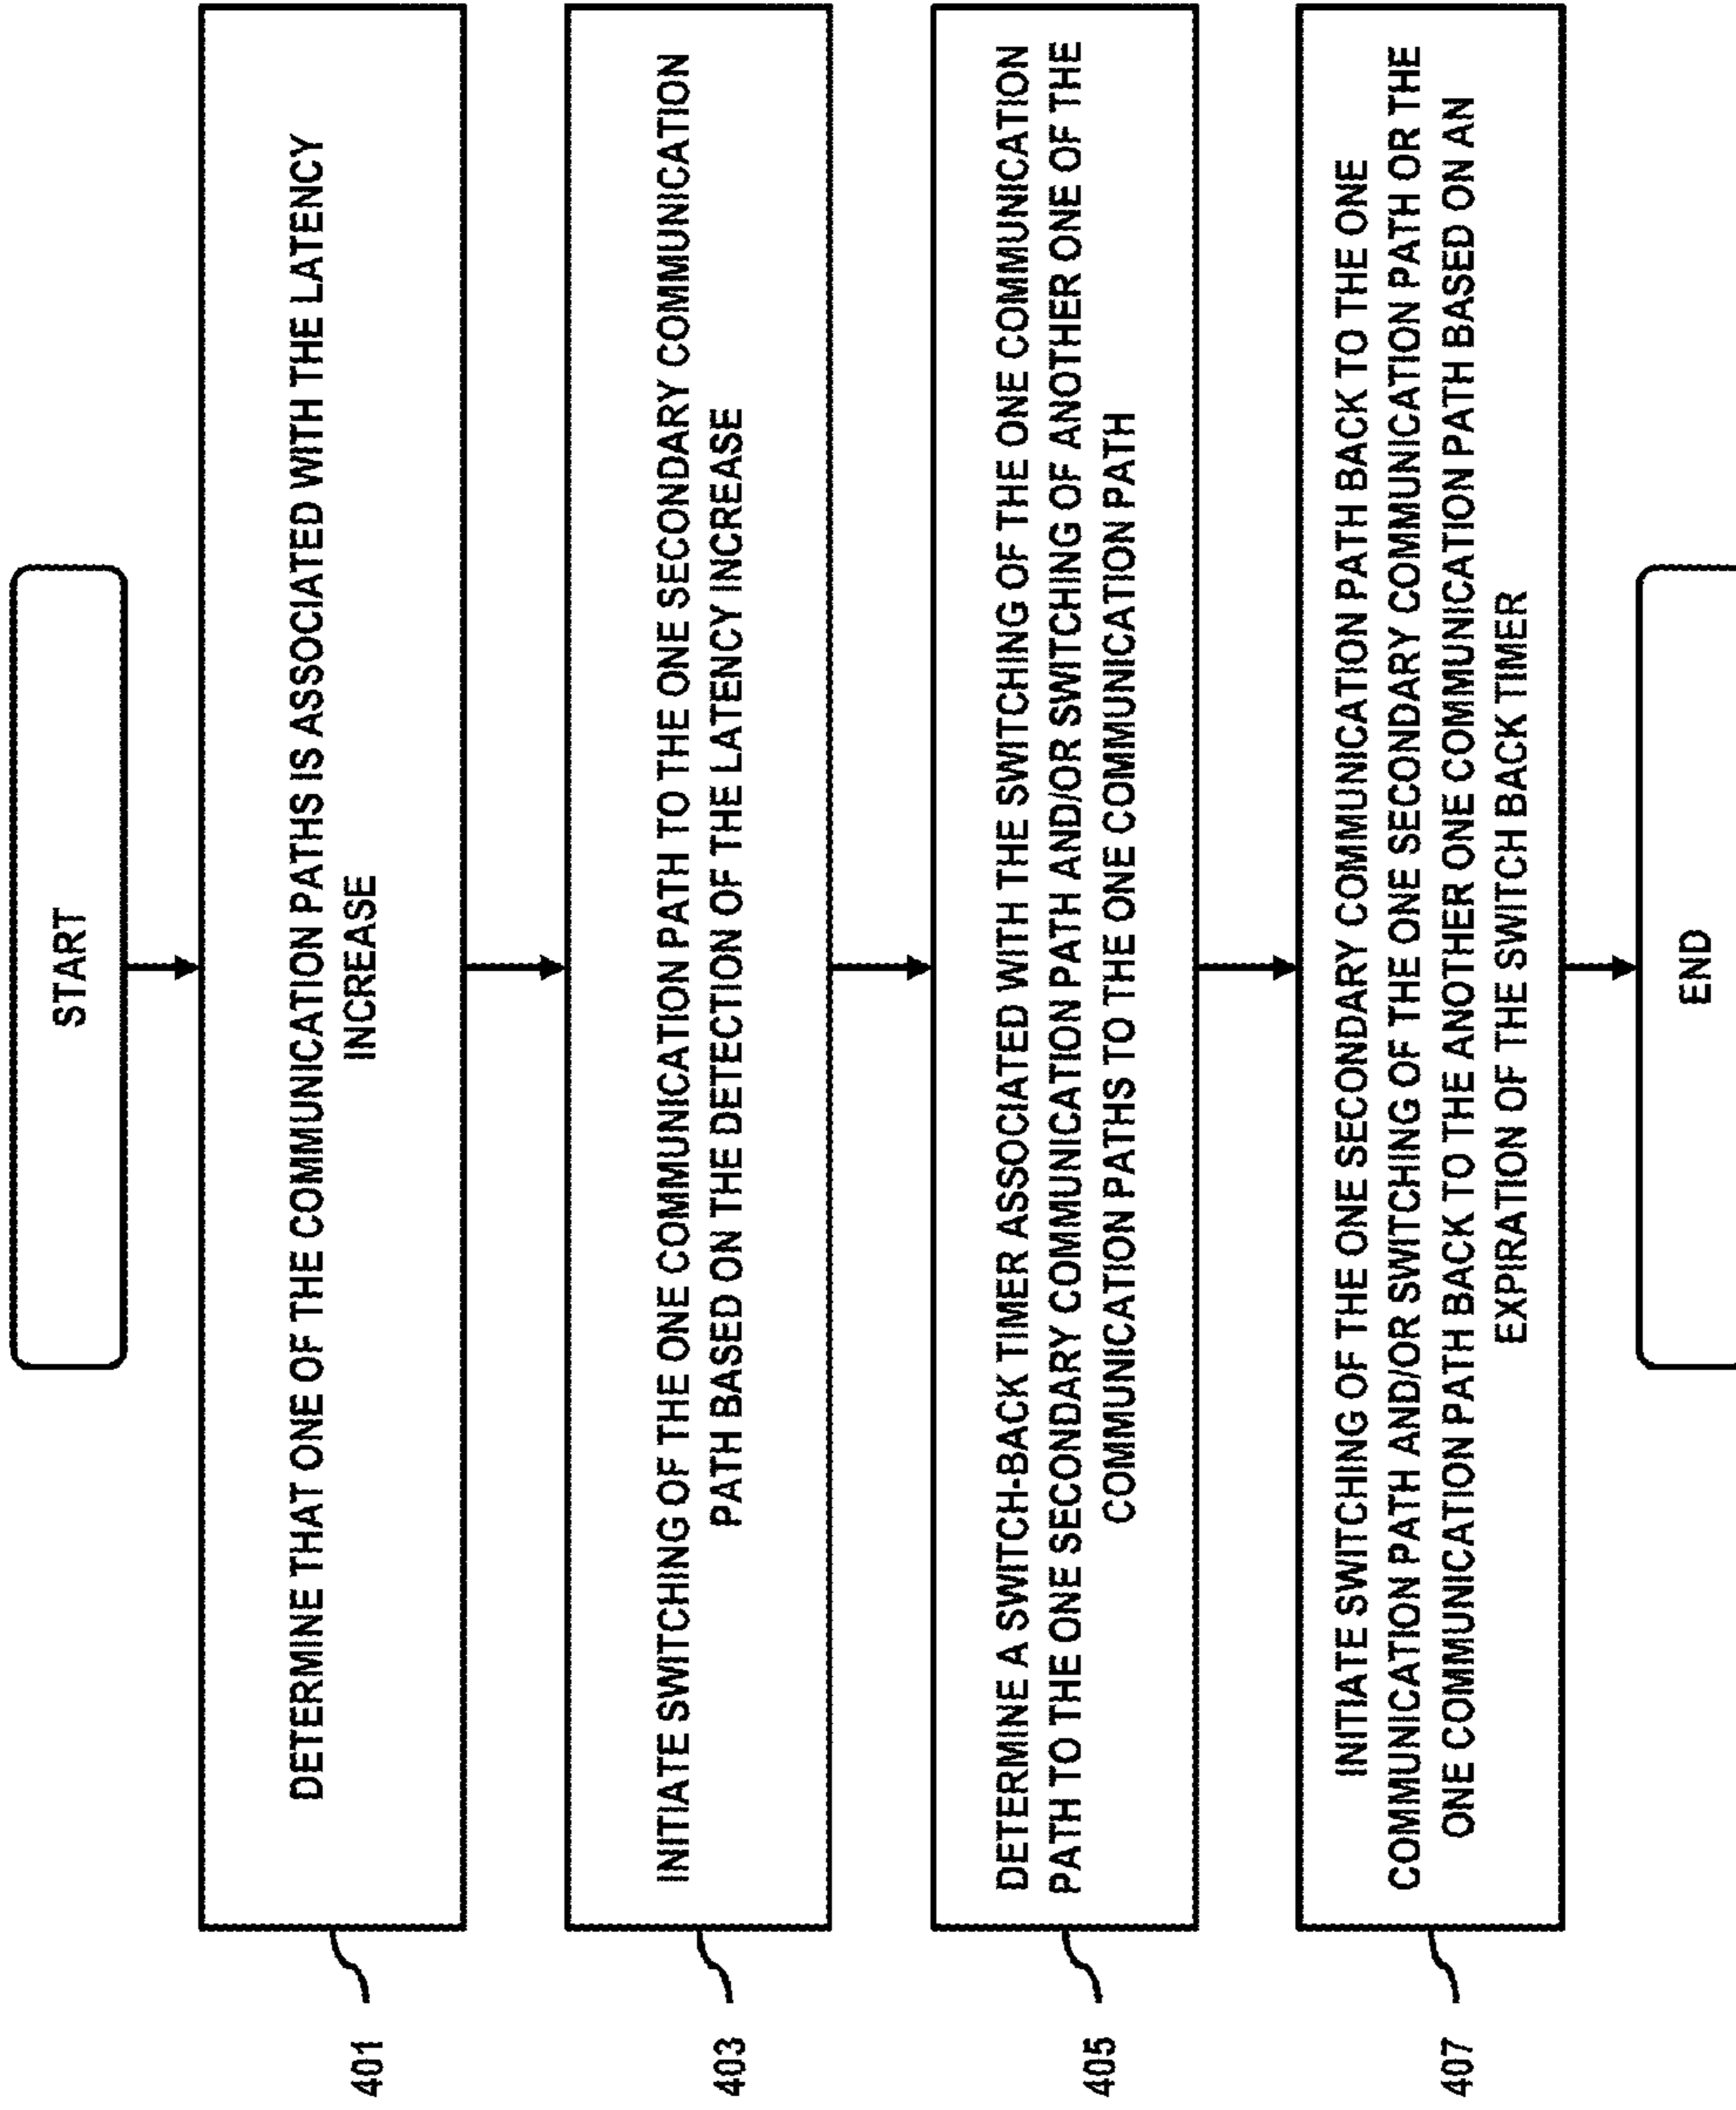 START
DETERMINE THAT ONE OF THE COMMUNICATION PATHS IS ASSOCIATED WITH THE LATENCY
INCREASE
401
INITIATE SWITCHING OF THE ONE COMMUNICATION PATH TO THE ONE SECONDARY COMMUNICATION
PATH BASED ON THE DETECTION OF THE LATENCY INCREASE
403
DETERMINE A SWITCH-BACK TIMER ASSOCIATED WITH THE SWITCHING OF THE ONE COMMUNICATION
PATH TO THE ONE SECONDARY COMMUNICATION PATH AND/OR SWITCHING OF ANOTHER ONE OF THE
COMMUNICATION PATHS TO THE ONE COMMUNICATION PATH
405
INITIATE SWITCHING OF THE ONE SECONDARY COMMUNICATION PATH BACK TO THE ONE
COMMUNICATION PATH AND/OR SWITCHING OF THE ONE SECONDARY COMMUNICATION PATH OR THE
ONE COMMUNICATION PATH BACK TO THE ANOTHER ONE COMMUNICATION PATH BASED ON AN
EXPIRATION OF THE SWITCH BACK TIMER
407
END